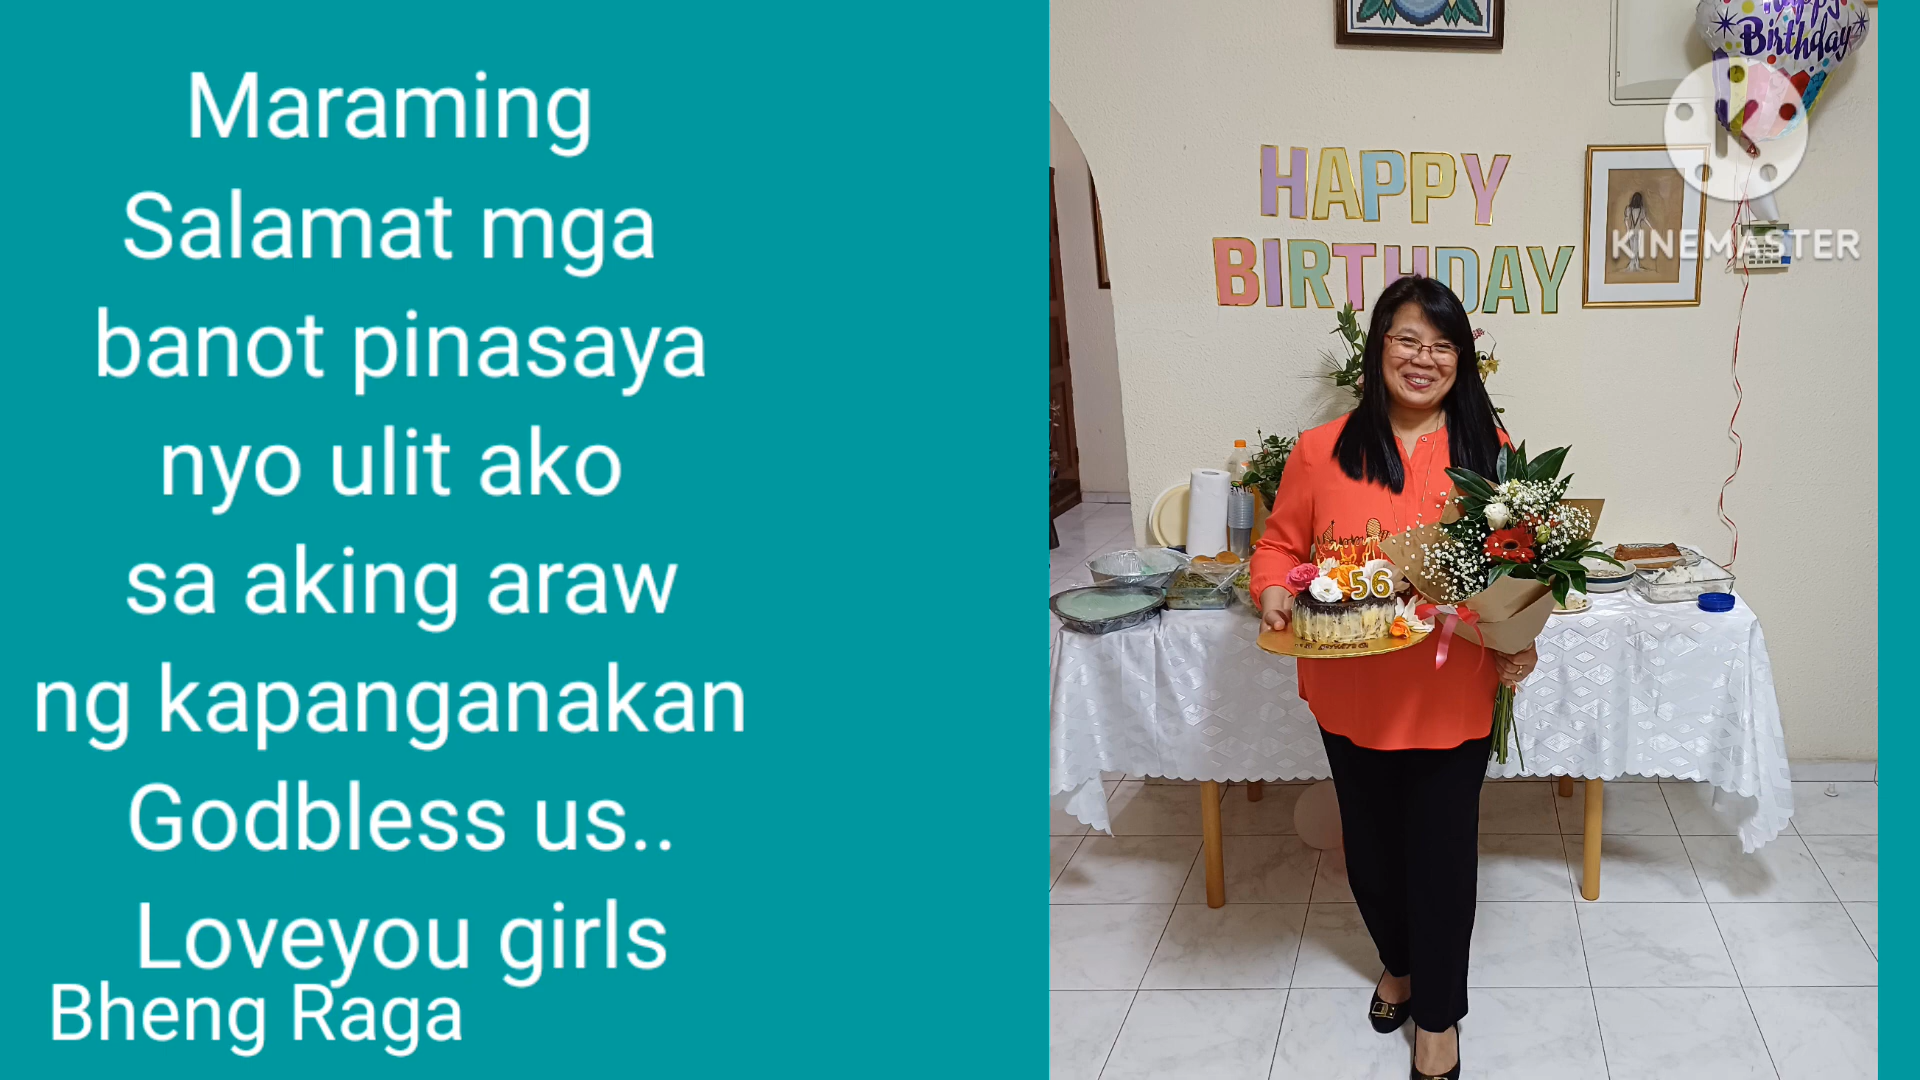 Maraming
Salamat mga
banot pinasaya
nyo ulit ako
sa aking araw
ng kapanganakan
Godbless us..
Loveyou girls
Bheng Raga
Happy
Birthday
KINEMASTER
HAPPY
BIRTHDAY
56